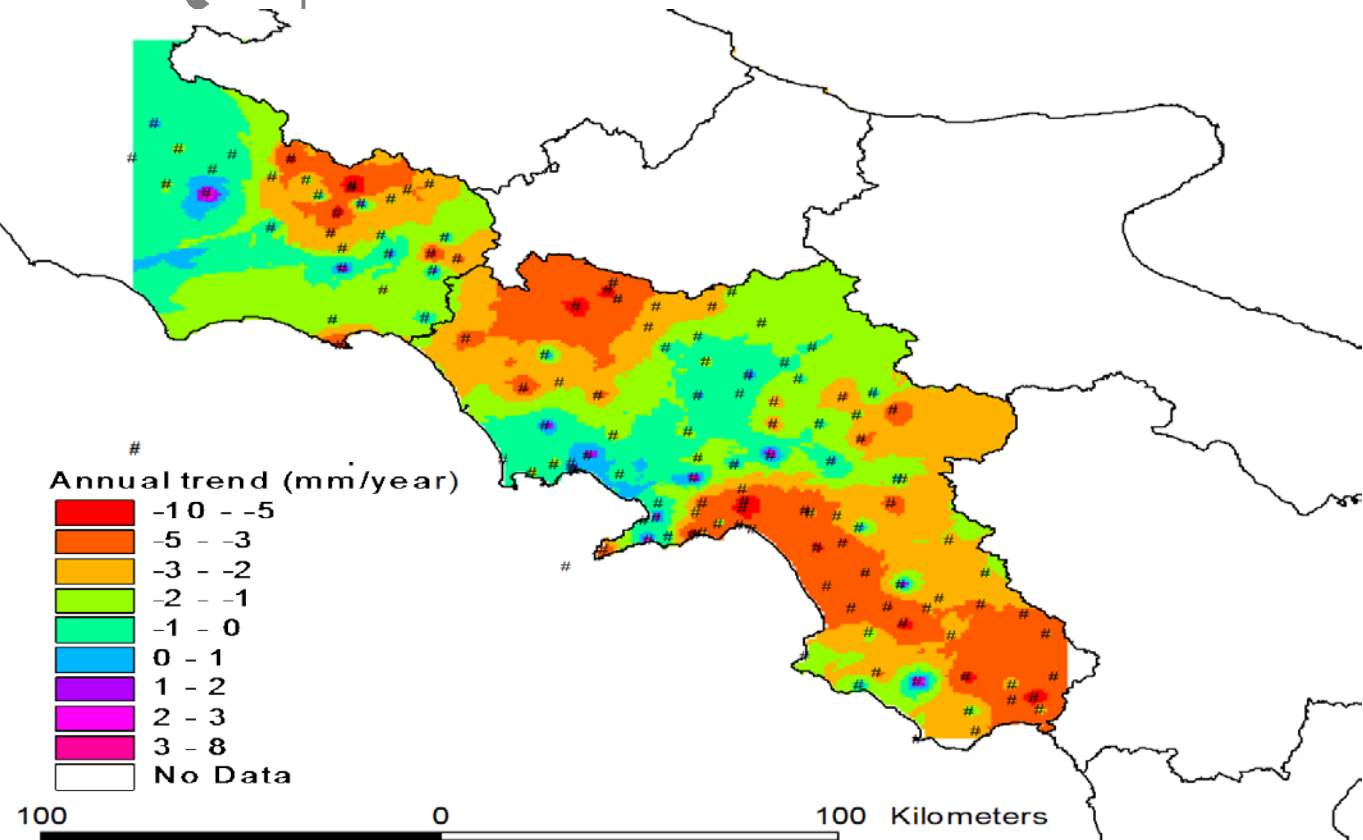 Annual trend (mm/year)
-10 - -5
-5 - -3
-3 - -2
-2 - -1
-1 - 0
0 - 1
1 - 2
2 - 3
3 - 8
No Data
100 0 100 Kilometers